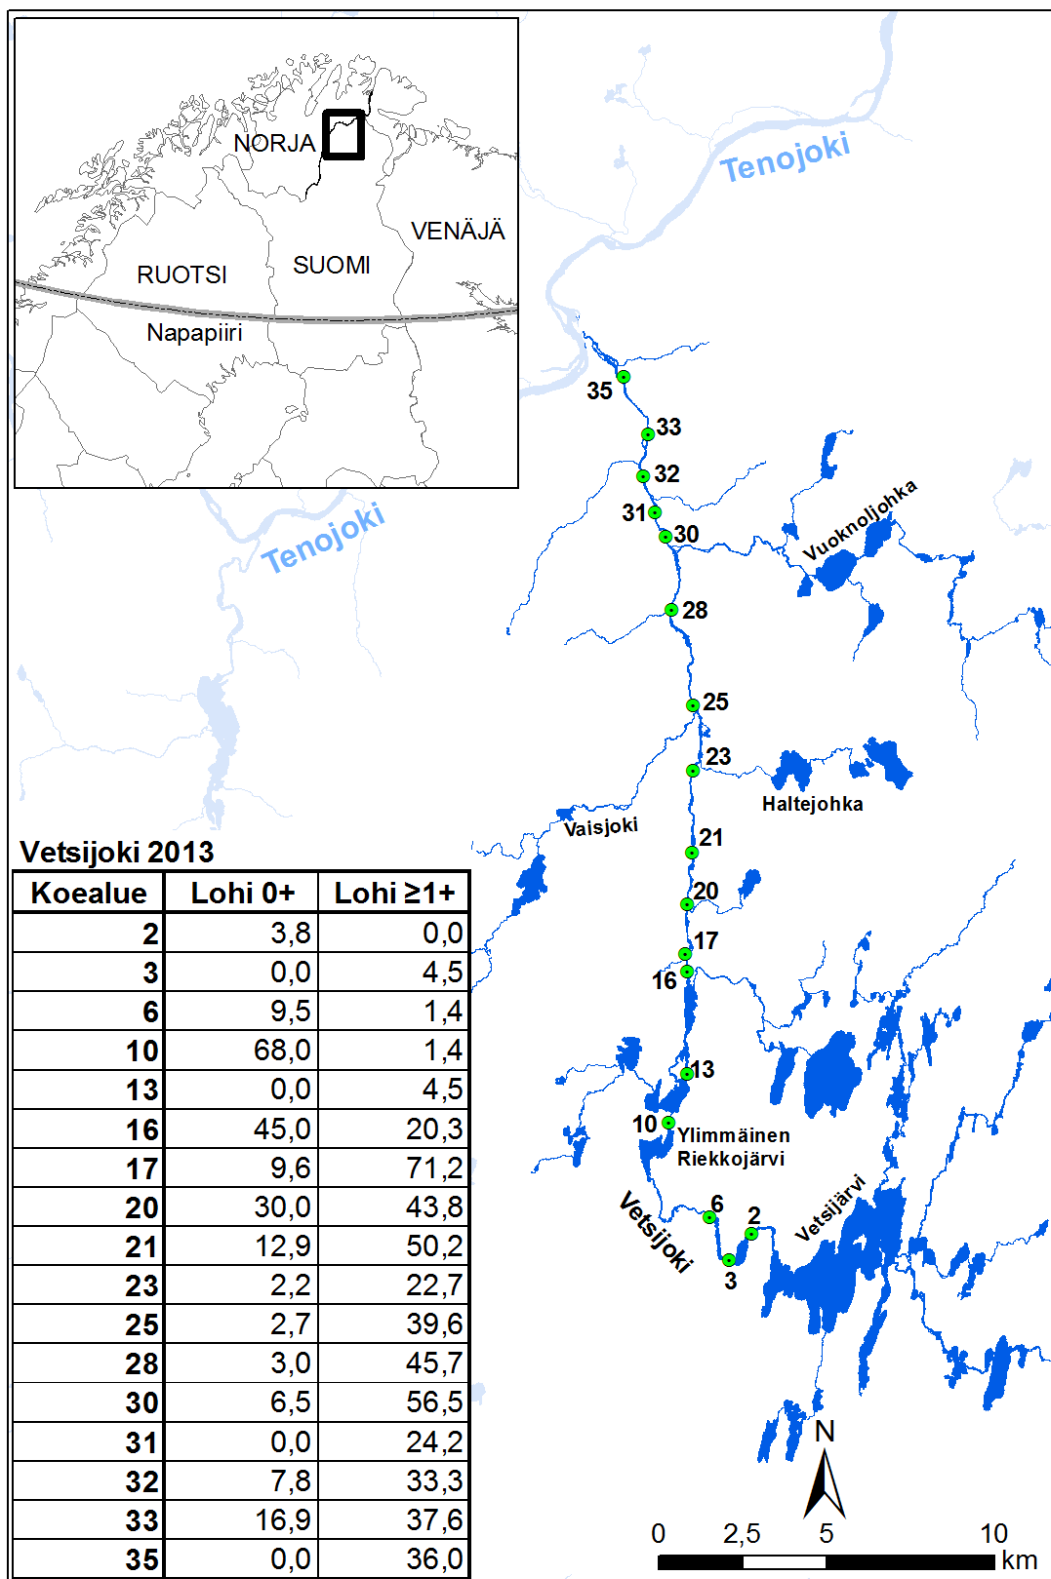 NORJA
RUOTSI
SUOMI
VENÄJÄ
Napapiiri
Tenojoki
Tenojoki
35
33
32
31
30
Vuoknoljohka
28
25
23
Haltejohka
Vaisjoki
21
20
17
16
13
10
Ylimmäinen
Riekkojärvi
6
2
3
Vetsijoki
Vetsijärvi
Vetsijoki 2013
Koealue Lohi 0+ Lohi ≥1+
2 3,8 0,0
3 0,0 4,5
6 9,5 1,4
10 68,0 1,4
13 0,0 4,5
16 45,0 20,3
17 9,6 71,2
20 30,0 43,8
21 12,9 50,2
23 2,2 22,7
25 2,7 39,6
28 3,0 45,7
30 6,5 56,5
31 0,0 24,2
32 7,8 33,3
33 16,9 37,6
35 0,0 36,0
N
0 2,5 5 10
km